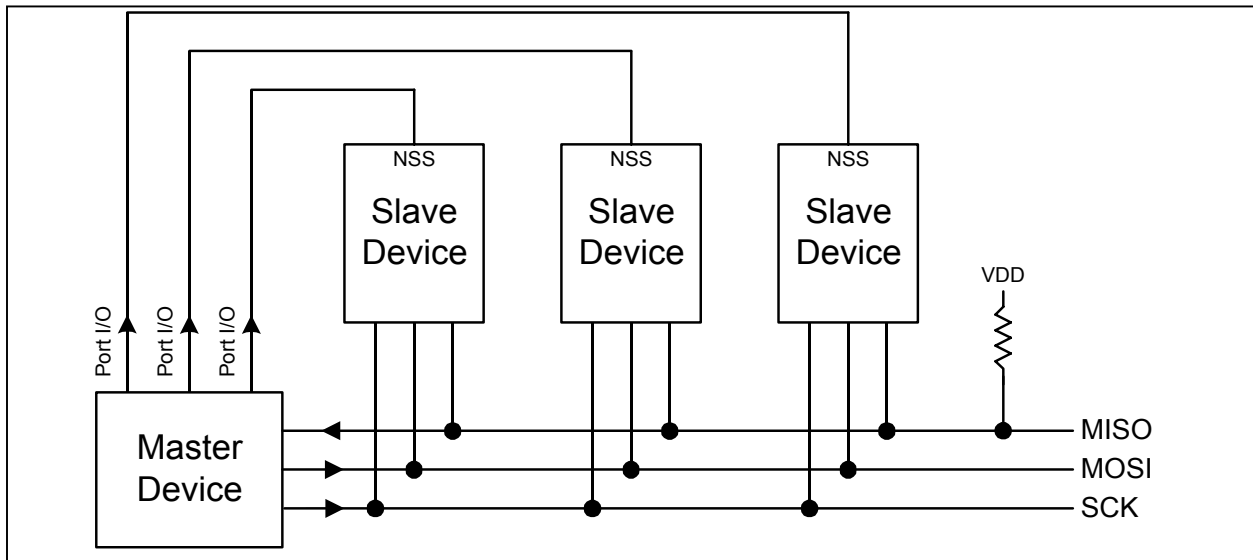 NSS
Slave
Device
NSS
Slave
Device
NSS
Slave
Device
VDD
Port I/O
Port I/O
Port I/O
Master
Device
MISO
MOSI
SCK